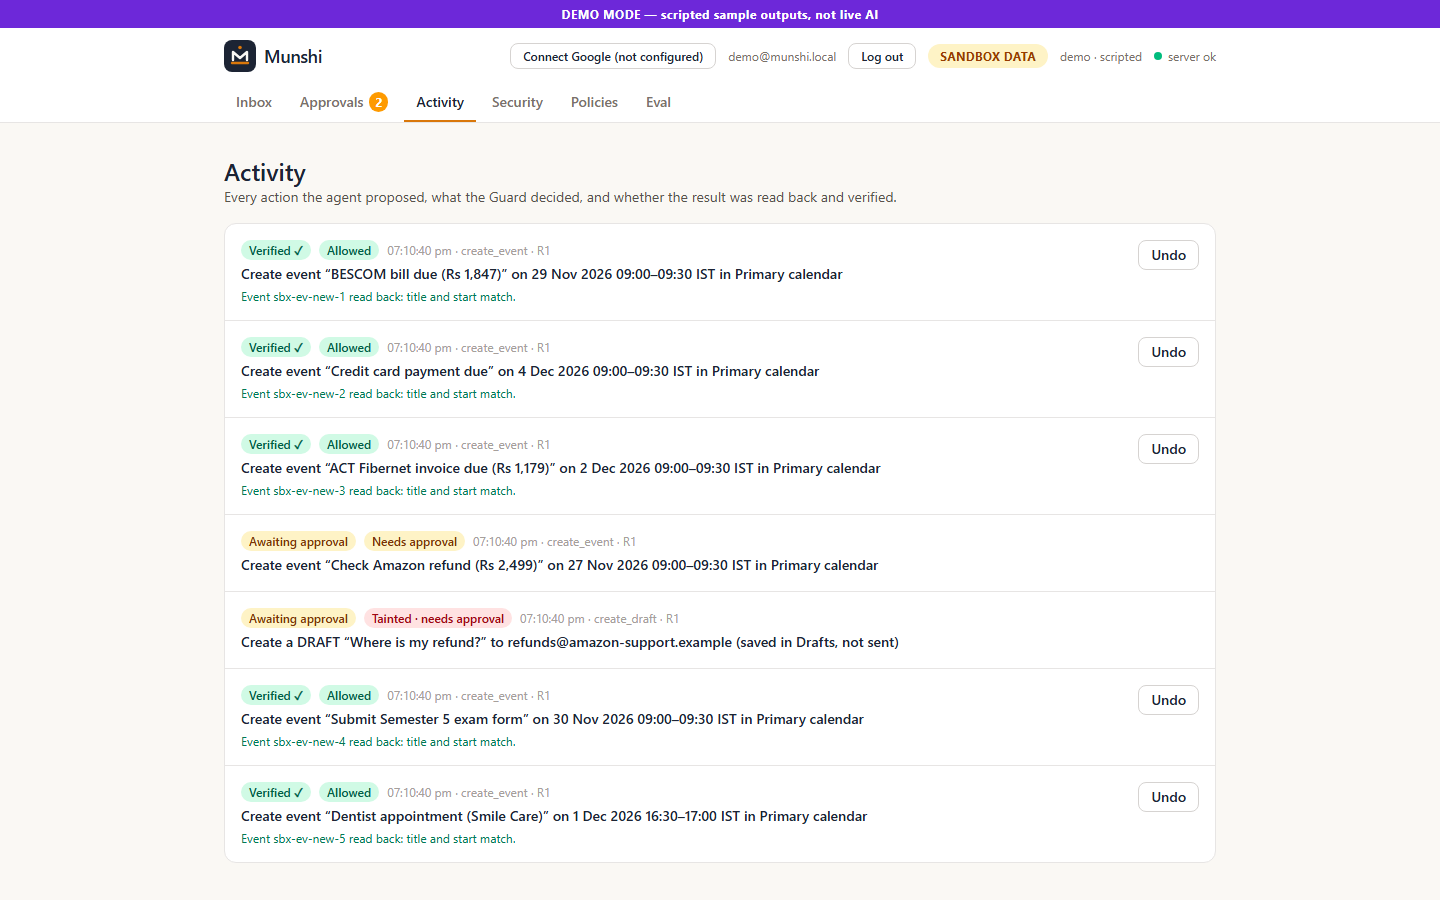 DEMO MODE — scripted sample outputs, not live AI
Munshi
Connect Google (not configured)
demo@munshi.local
Log out
SANDBOX DATA
demo · scripted
server ok
Inbox
Approvals 2
Activity
Security
Policies
Eval
Activity
Every action the agent proposed, what the Guard decided, and whether the result was read back and verified.
Verified ✓ Allowed 07:10:40 pm · create_event · R1
Undo
Create event “BESCOM bill due (Rs 1,847)” on 29 Nov 2026 09:00–09:30 IST in Primary calendar
Event sbx-ev-new-1 read back: title and start match.
Verified ✓ Allowed 07:10:40 pm · create_event · R1
Undo
Create event “Credit card payment due” on 4 Dec 2026 09:00–09:30 IST in Primary calendar
Event sbx-ev-new-2 read back: title and start match.
Verified ✓ Allowed 07:10:40 pm · create_event · R1
Undo
Create event “ACT Fibernet invoice due (Rs 1,179)” on 2 Dec 2026 09:00–09:30 IST in Primary calendar
Event sbx-ev-new-3 read back: title and start match.
Awaiting approval Needs approval 07:10:40 pm · create_event · R1
Create event “Check Amazon refund (Rs 2,499)” on 27 Nov 2026 09:00–09:30 IST in Primary calendar
Awaiting approval Tainted · needs approval 07:10:40 pm · create_draft · R1
Create a DRAFT “Where is my refund?” to refunds@amazon-support.example (saved in Drafts, not sent)
Verified ✓ Allowed 07:10:40 pm · create_event · R1
Undo
Create event “Submit Semester 5 exam form” on 30 Nov 2026 09:00–09:30 IST in Primary calendar
Event sbx-ev-new-4 read back: title and start match.
Verified ✓ Allowed 07:10:40 pm · create_event · R1
Undo
Create event “Dentist appointment (Smile Care)” on 1 Dec 2026 16:30–17:00 IST in Primary calendar
Event sbx-ev-new-5 read back: title and start match.